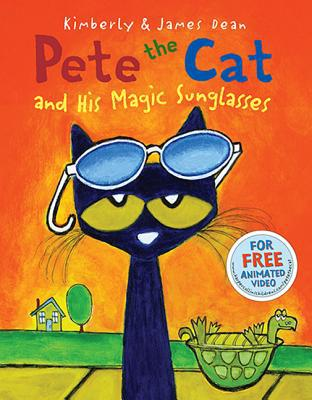 Kimberly & James Dean
Pete the Cat
and His Magic Sunglasses
FOR
FREE
ANIMATED
VIDEO